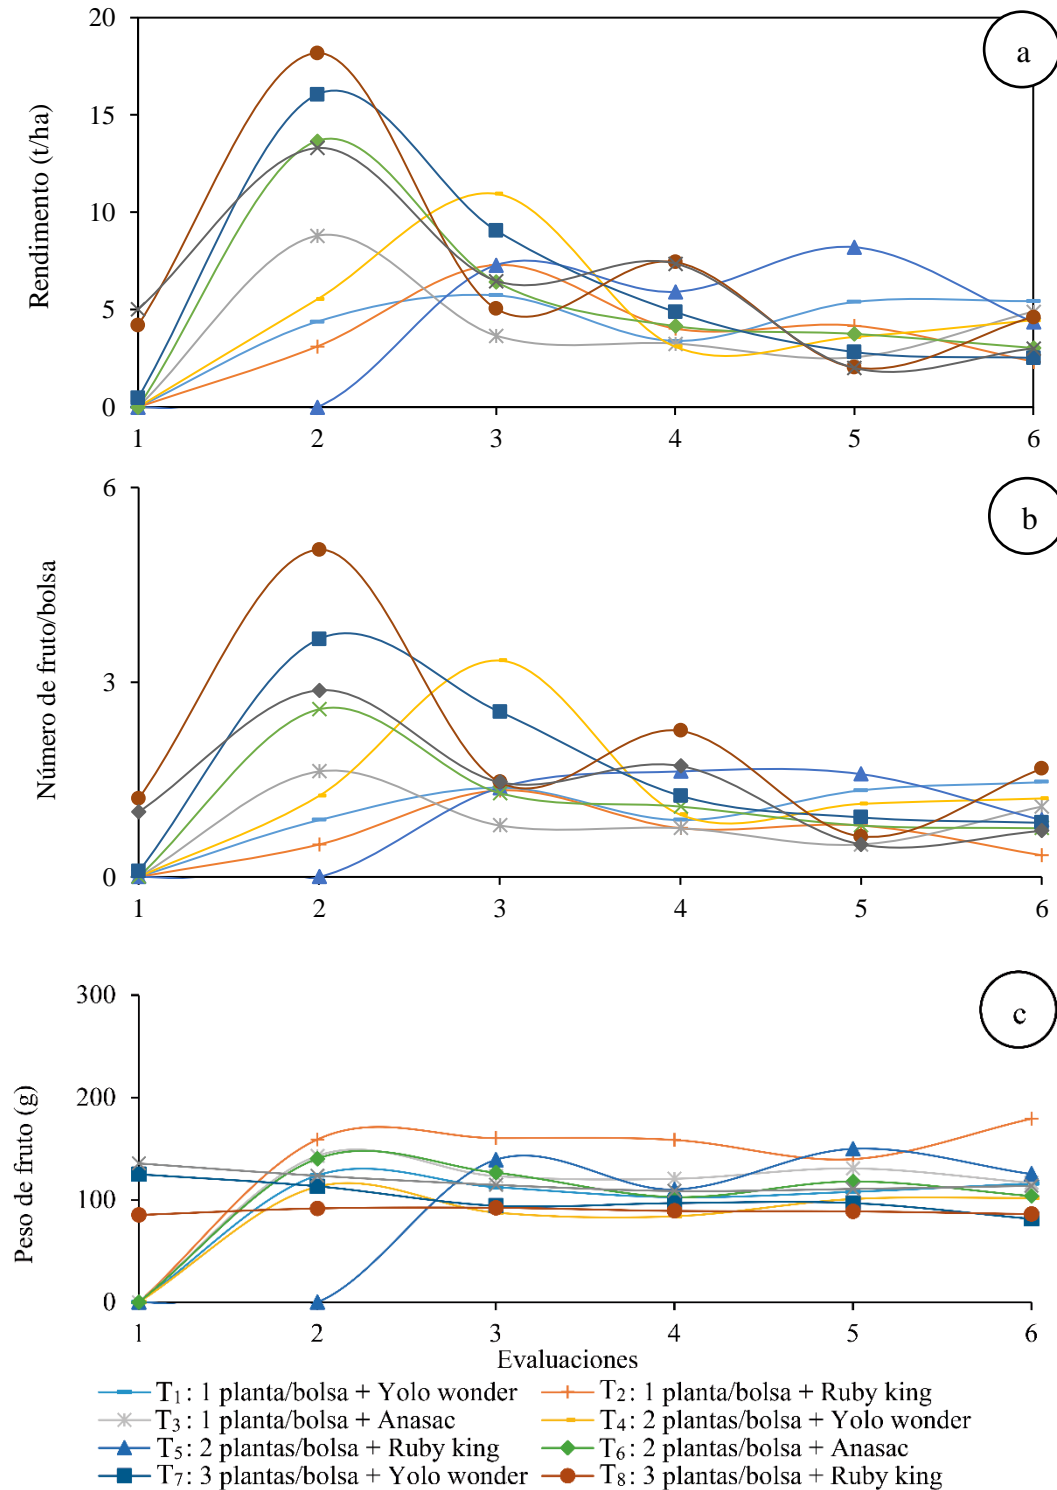 20
a
15
10
5
0
Rendimento (t/ha)
1 2 3 4 5 6
6
b
3
0
Número de fruto/bolsa
1 2 3 4 5 6
300
c
200
100
0
Peso de fruto (g)
1 2 3 4 5 6
Evaluaciones
T1: 1 planta/bolsa + Yolo wonder
T2: 1 planta/bolsa + Ruby king
T3: 1 planta/bolsa + Anasac
T4: 2 plantas/bolsa + Yolo wonder
T5: 2 plantas/bolsa + Ruby king
T6: 2 plantas/bolsa + Anasac
T7: 3 plantas/bolsa + Yolo wonder
T8: 3 plantas/bolsa + Ruby king